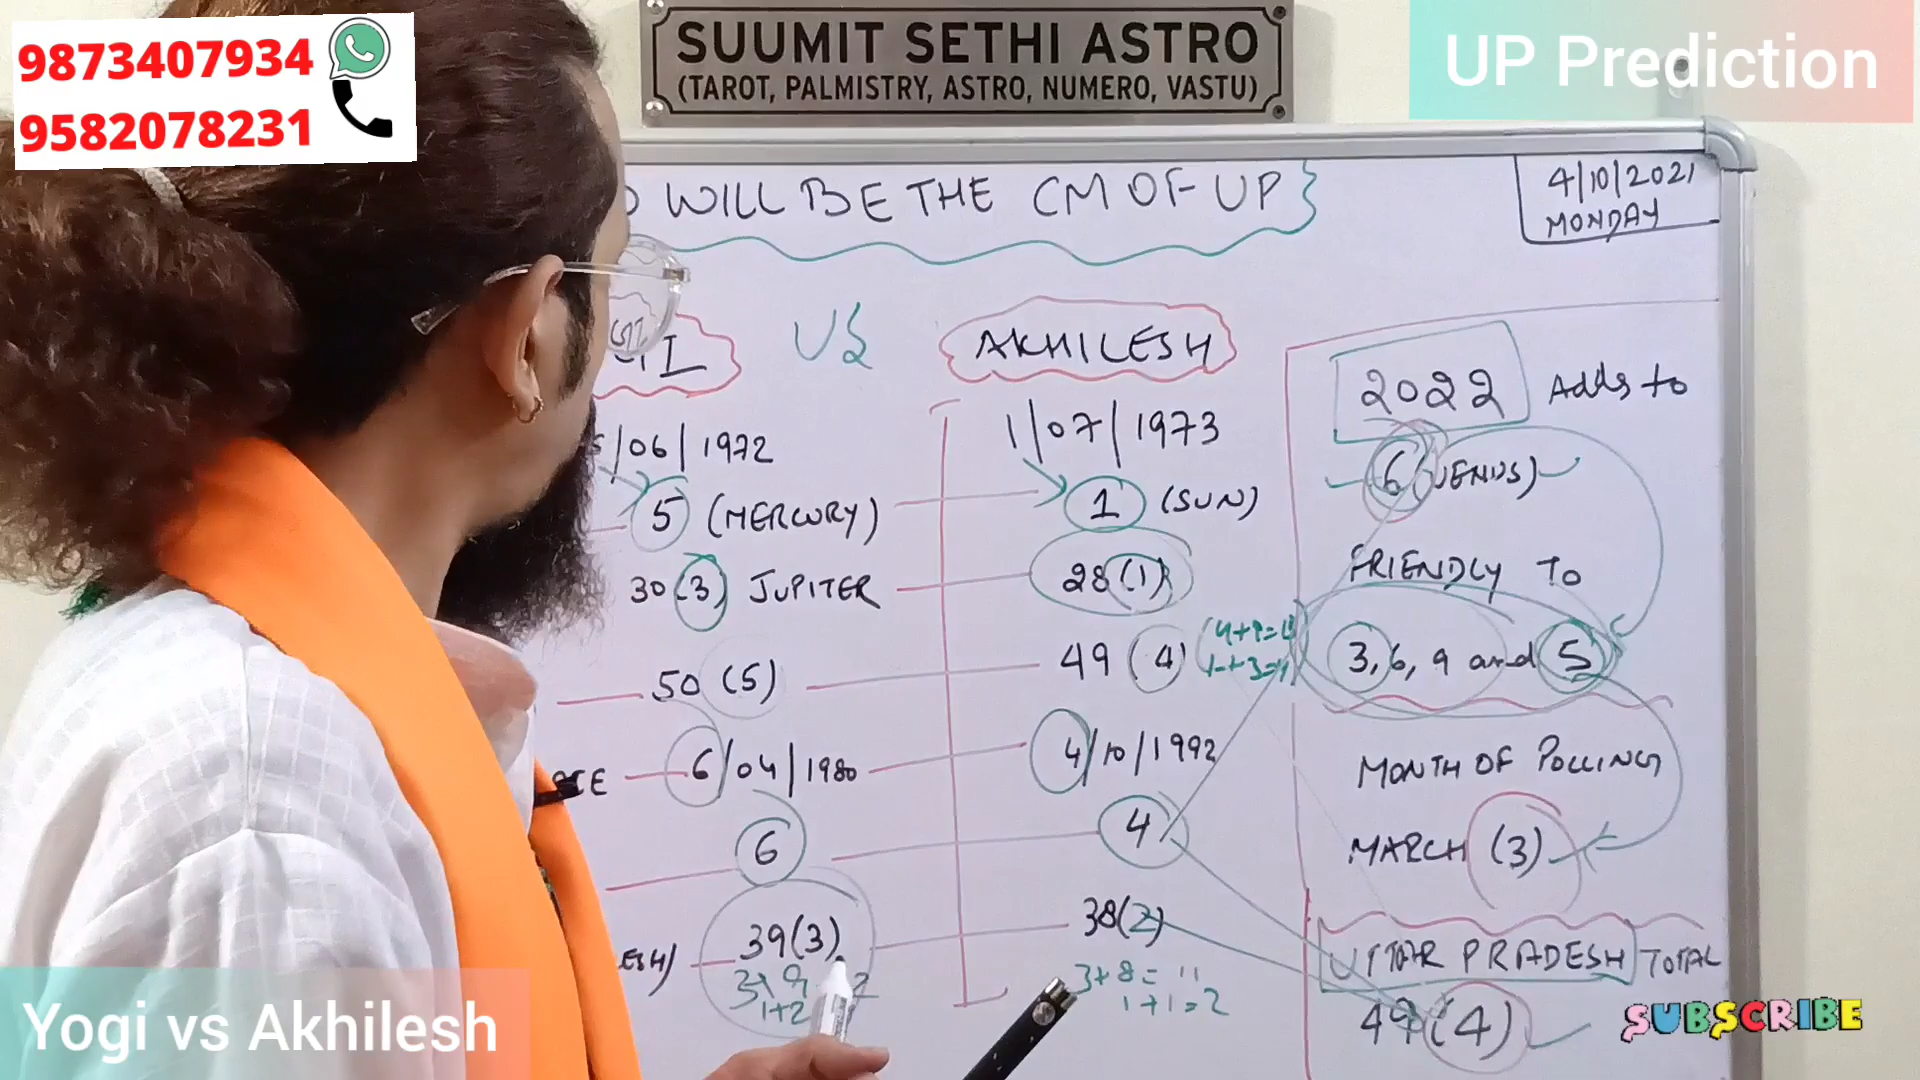 9873407934
9582078231
SUUMIT SETHI ASTRO
(TAROT, PALMISTRY, ASTRO, NUMERO, VASTU)
UP Prediction
WILL BE THE CM OF UP
4/10/2021
MONDAY
VS
AKHILESH
/06/1972
5 (MERCURY)
30(3) JUPITER
50 (5)
6/04/1980
6
39(3)
1/07/1973
1 (SUN)
28(1)
49 (4)
4/10/1992
4
38(2)
3+8=11
1+1=2
2022 Adds to
6 (VENUS)
FRIENDLY TO
3, 6, 9 and 5
MONTH OF POLLING
MARCH (3)
UTTAR PRADESH TOTAL
49(4)
Yogi vs Akhilesh
SUBSCRIBE